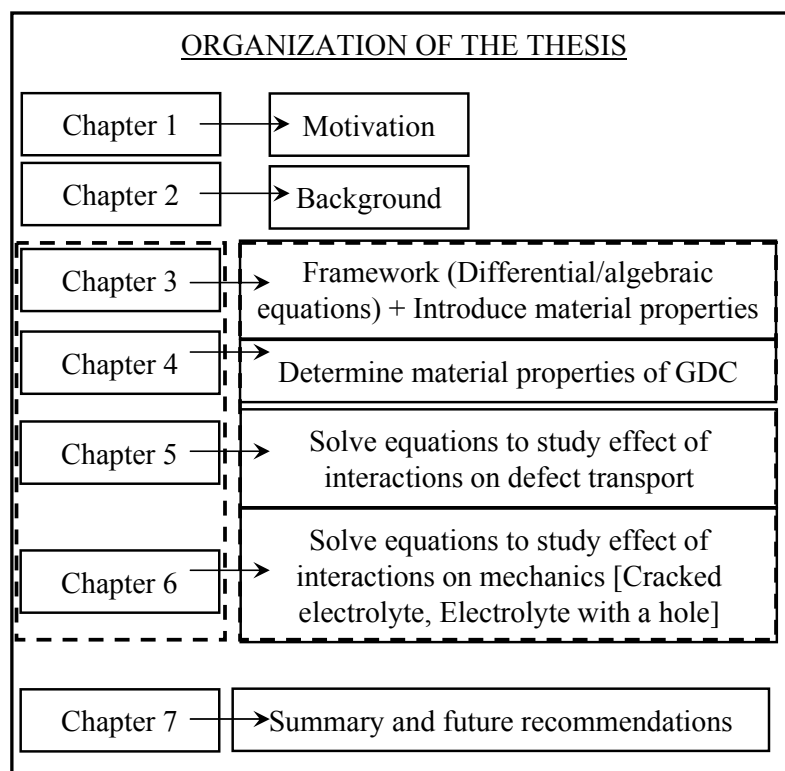 ORGANIZATION OF THE THESIS
Chapter 1
Motivation
Chapter 2
Background
Chapter 3
Framework (Differential/algebraic
equations) + Introduce material properties
Chapter 4
Determine material properties of GDC
Chapter 5
Solve equations to study effect of
interactions on defect transport
Chapter 6
Solve equations to study effect of
interactions on mechanics [Cracked
electrolyte, Electrolyte with a hole]
Chapter 7
Summary and future recommendations